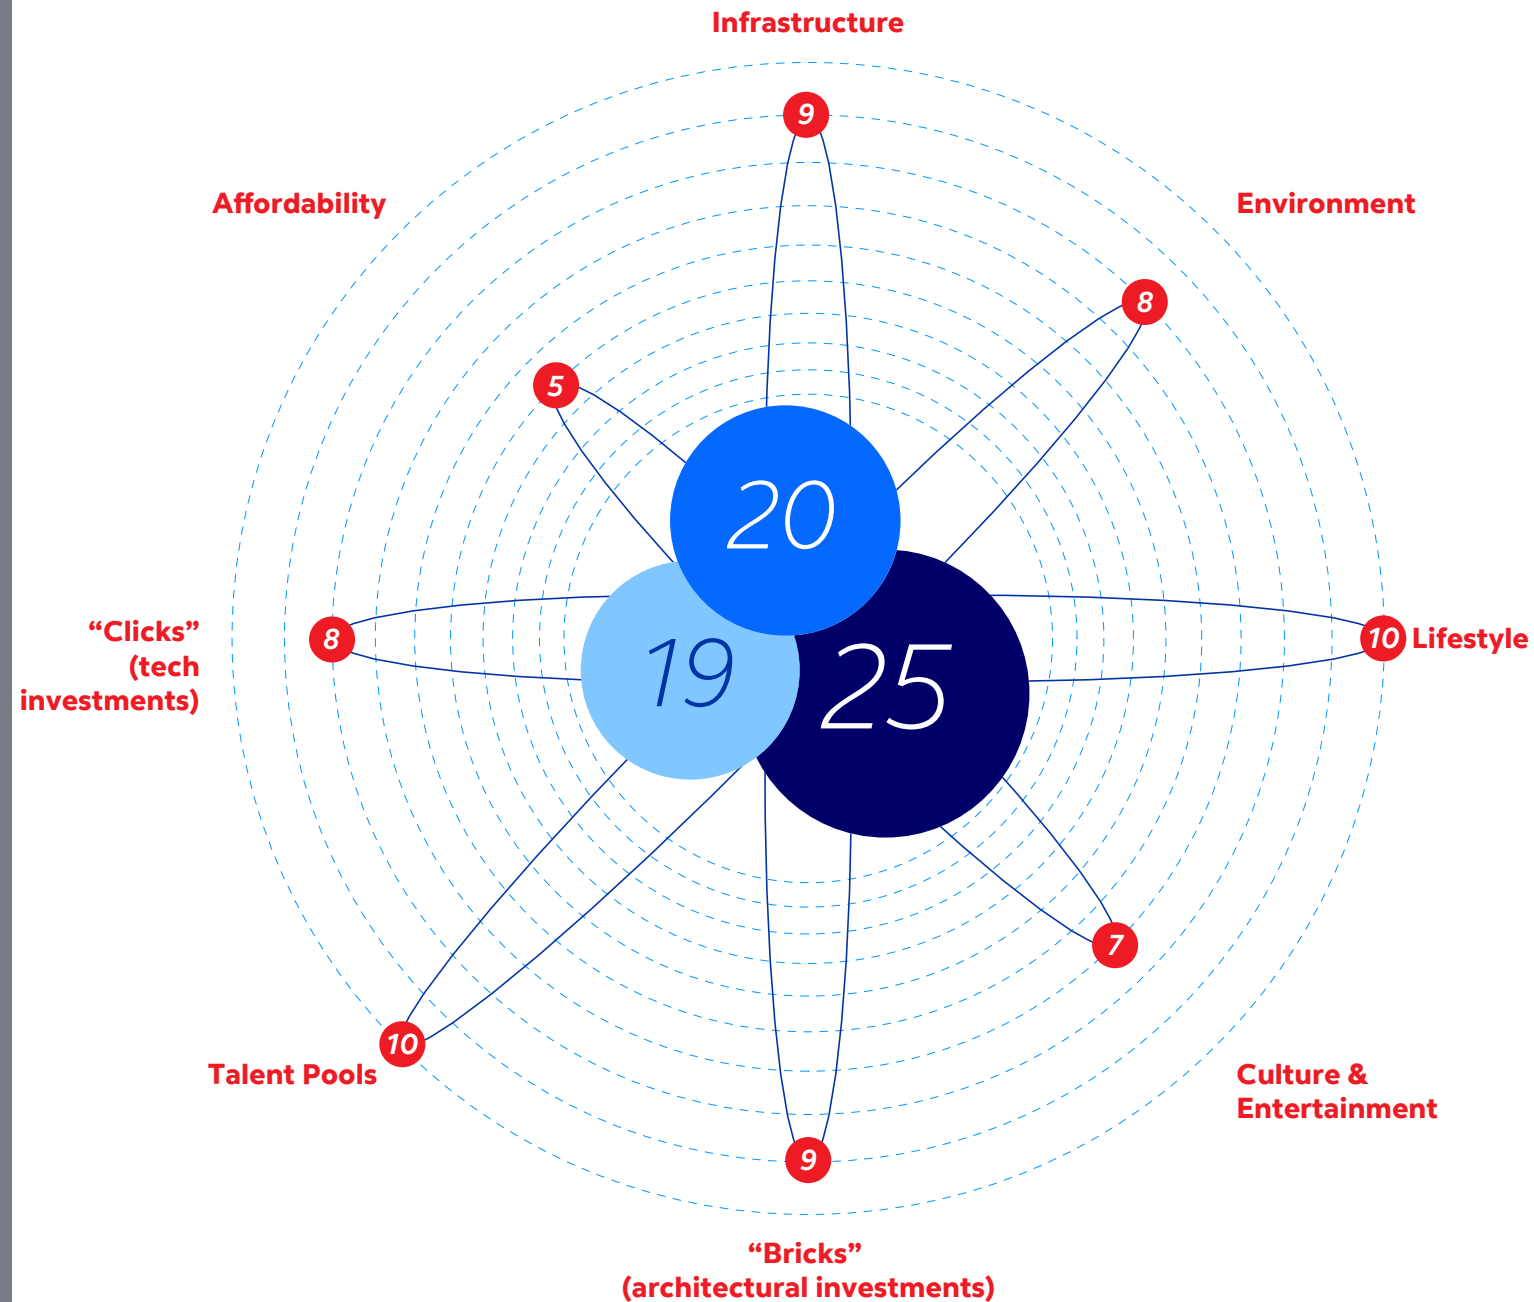 Infrastructure
9
Affordability
Environment
8
5
20
“Clicks”
(tech
investments)
8
19
25
10 Lifestyle
7
10
Talent Pools
Culture &
Entertainment
9
“Bricks”
(architectural investments)